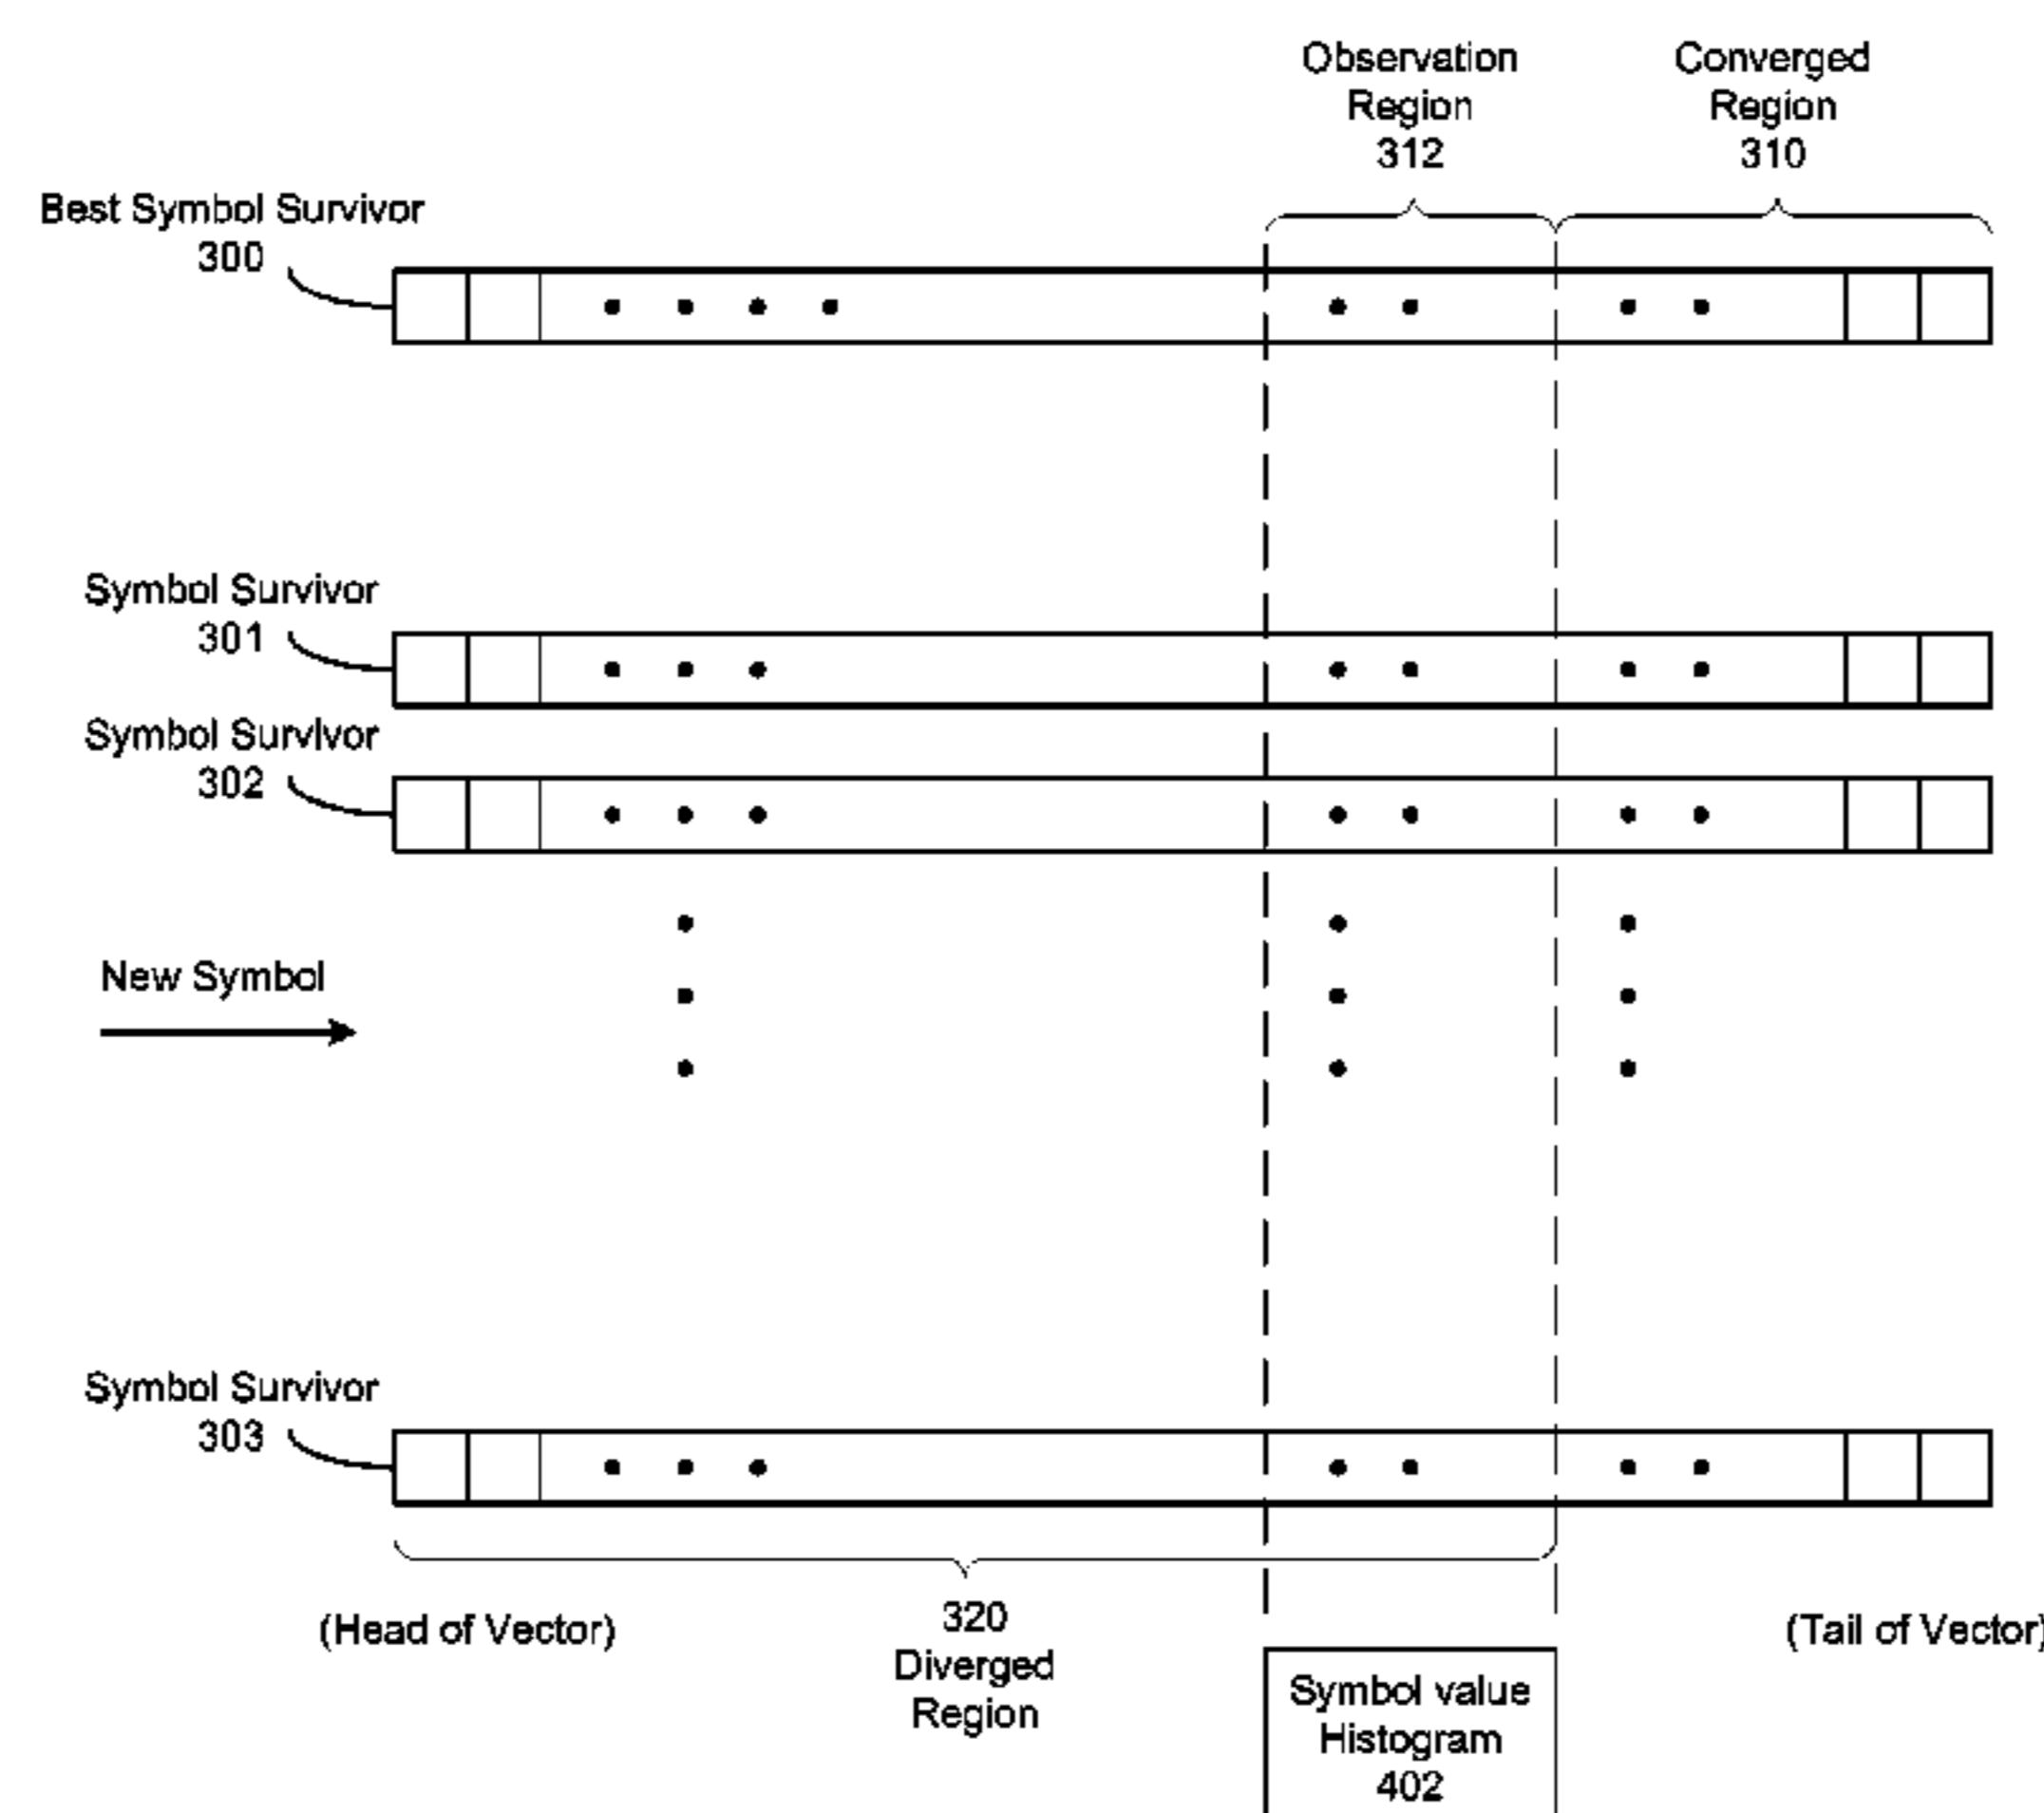 Observation
Region
312
Converged
Region
310
Best Symbol Survivor
300
Symbol Survivor
301
Symbol Survivor
302
New Symbol
Symbol Survivor
303
(Head of Vector)
320
Diverged
Region
(Tail of Vector)
Symbol value
Histogram
402